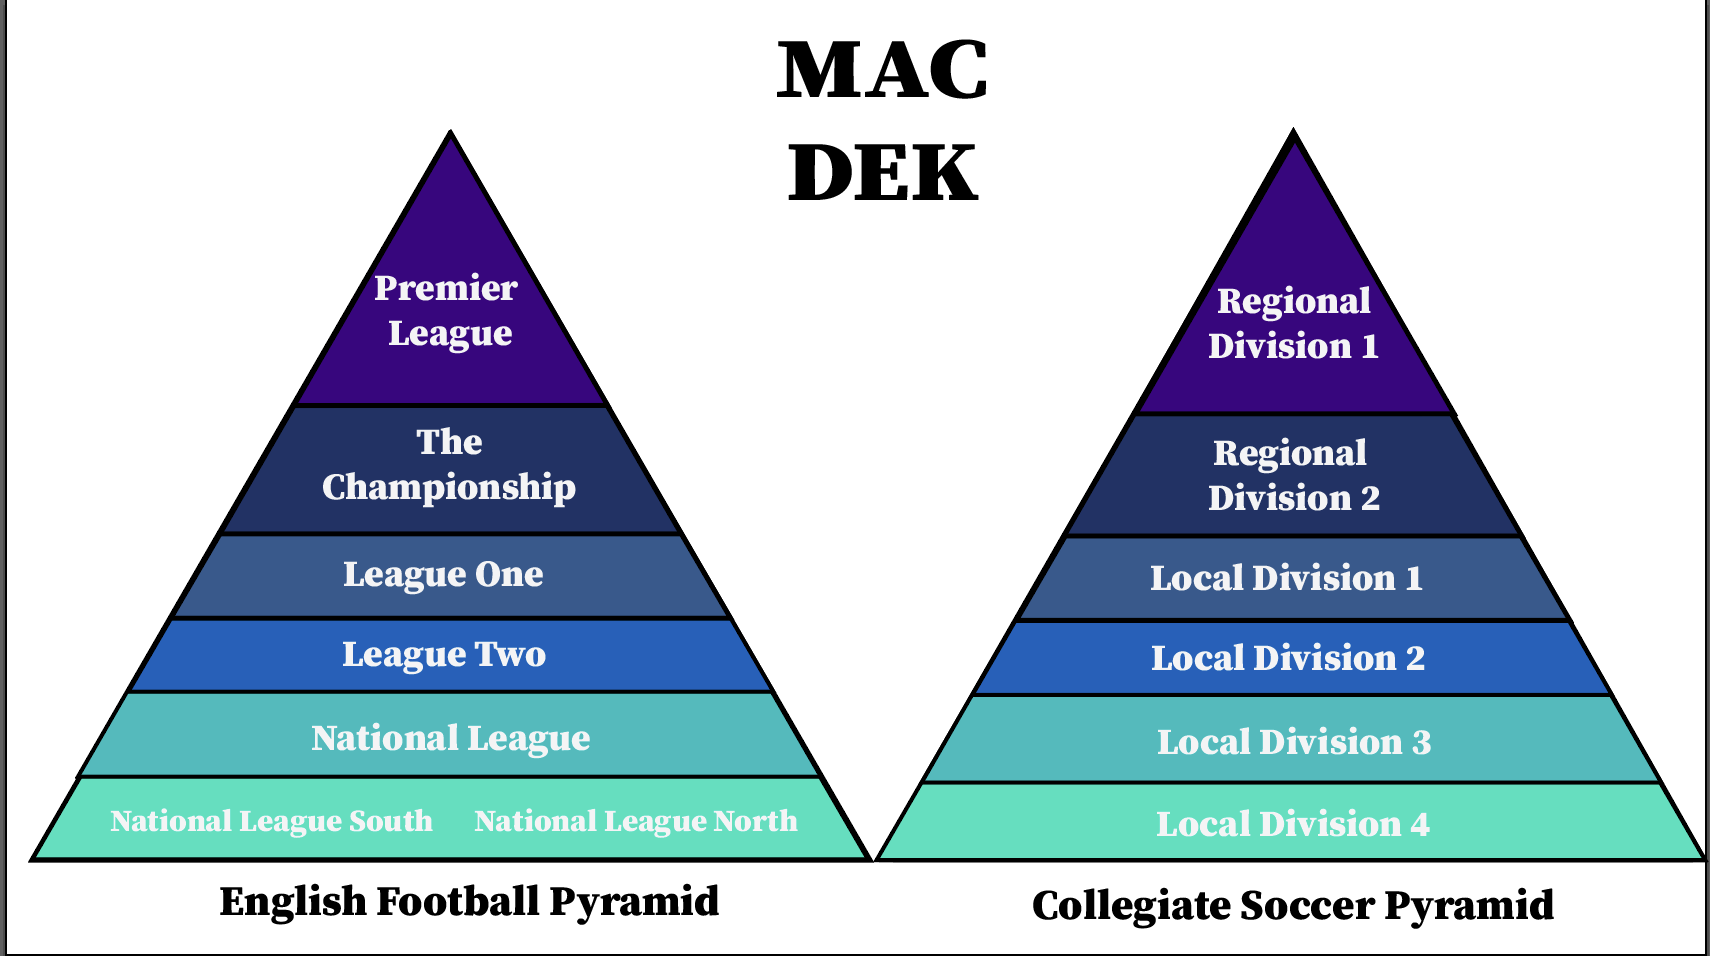 MAC
DEK
Premier
League
The
Championship
League One
League Two
National League
National League South National League North
English Football Pyramid
Regional
Division 1
Regional
Division 2
Local Division 1
Local Division 2
Local Division 3
Local Division 4
Collegiate Soccer Pyramid